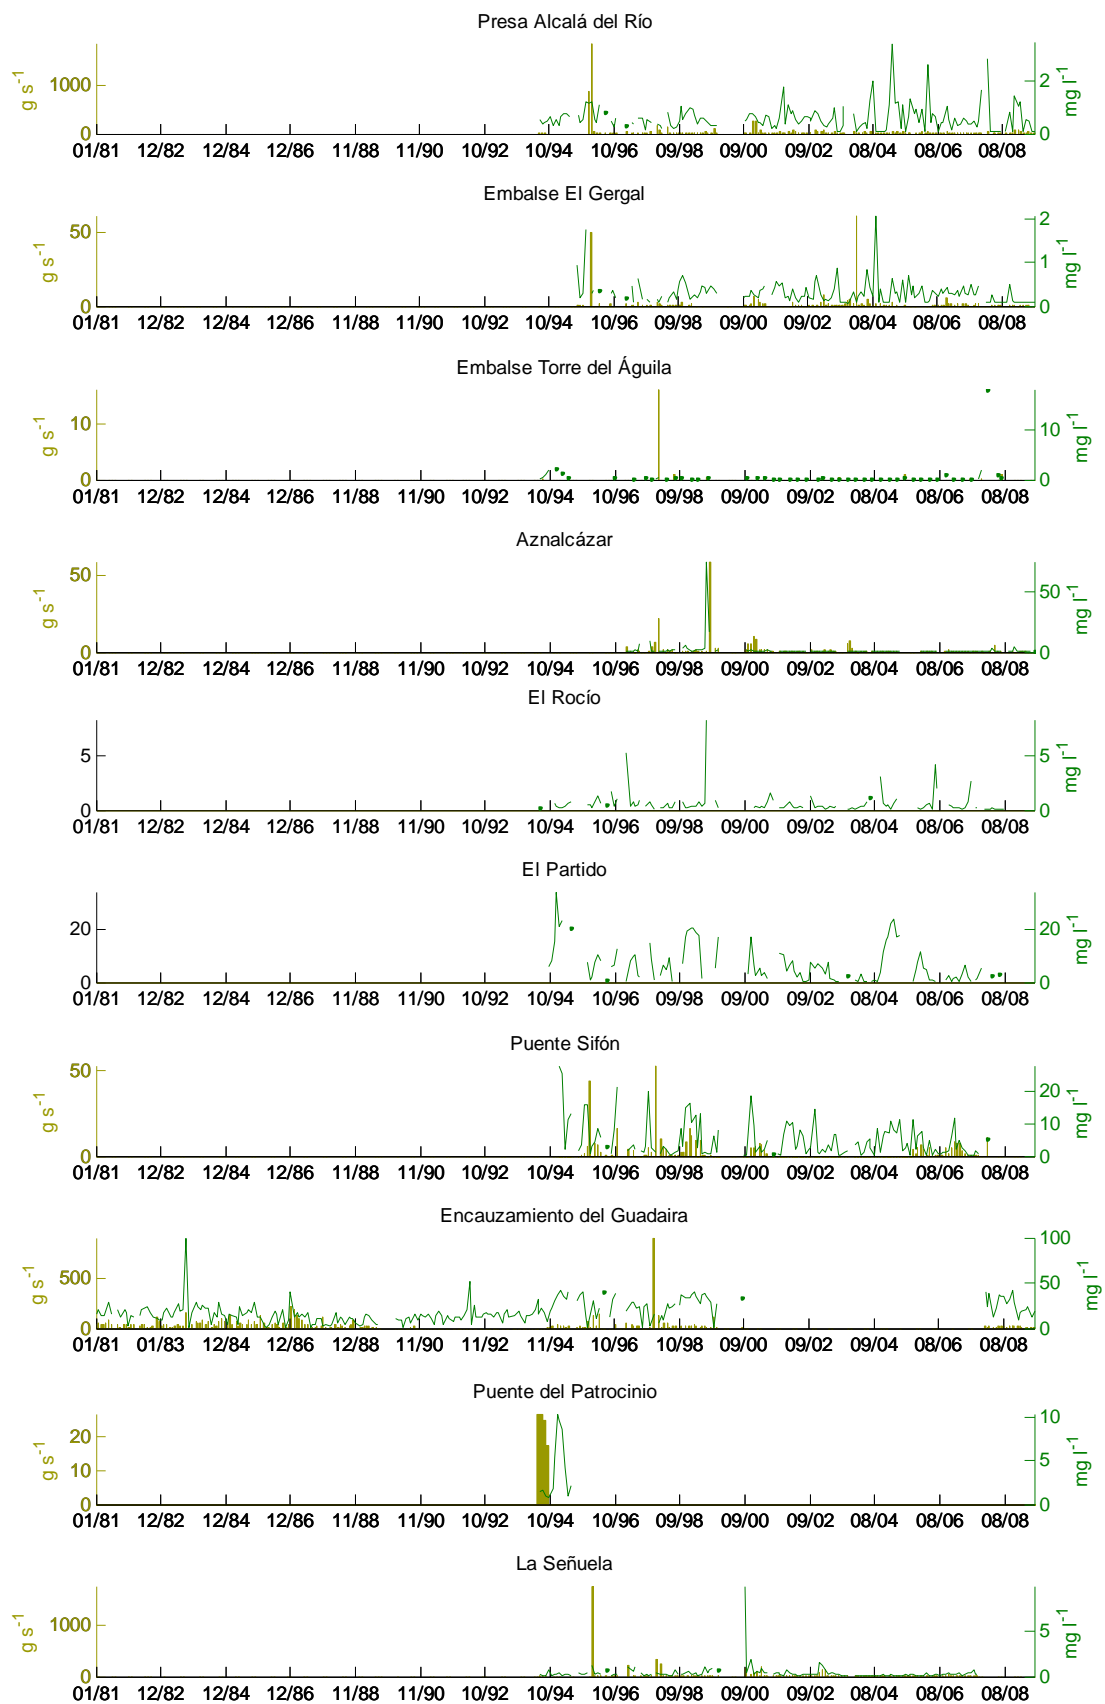 Presa Alcalá del Río
g s-1
1000
0
2
1
0
mg l-1
01/81 12/82 12/84 12/86 11/88 11/90 10/92 10/94 10/96 09/98 09/00 09/02 08/04 08/06 08/08
Embalse El Gergal
g s-1
50
0
2
1
0
mg l-1
01/81 12/82 12/84 12/86 11/88 11/90 10/92 10/94 10/96 09/98 09/00 09/02 08/04 08/06 08/08
Embalse Torre del Águila
g s-1
10
0
10
0
mg l-1
01/81 12/82 12/84 12/86 11/88 11/90 10/92 10/94 10/96 09/98 09/00 09/02 08/04 08/06 08/08
Aznalcázar
g s-1
50
0
50
0
mg l-1
01/81 12/82 12/84 12/86 11/88 11/90 10/92 10/94 10/96 09/98 09/00 09/02 08/04 08/06 08/08
El Rocío
5
0
5
0
mg l-1
01/81 12/82 12/84 12/86 11/88 11/90 10/92 10/94 10/96 09/98 09/00 09/02 08/04 08/06 08/08
El Partido
20
0
20
0
mg l-1
01/81 12/82 12/84 12/86 11/88 11/90 10/92 10/94 10/96 09/98 09/00 09/02 08/04 08/06 08/08
Puente Sifón
g s-1
50
0
20
10
0
mg l-1
01/81 12/82 12/84 12/86 11/88 11/90 10/92 10/94 10/96 09/98 09/00 09/02 08/04 08/06 08/08
Encauzamiento del Guadaira
g s-1
500
0
100
50
0
mg l-1
01/81 01/83 01/85 12/86 12/88 12/90 11/92 11/94 10/96 10/98 09/00 09/02 09/04 08/06 08/08
Puente del Patrocinio
g s-1
20
10
0
10
5
0
mg l-1
01/81 12/82 12/84 12/86 11/88 11/90 10/92 10/94 10/96 09/98 09/00 09/02 08/04 08/06 08/08
La Señuela
g s-1
1000
0
5
0
mg l-1
01/81 12/82 12/84 12/86 11/88 11/90 10/92 10/94 10/96 09/98 09/00 09/02 08/04 08/06 08/08